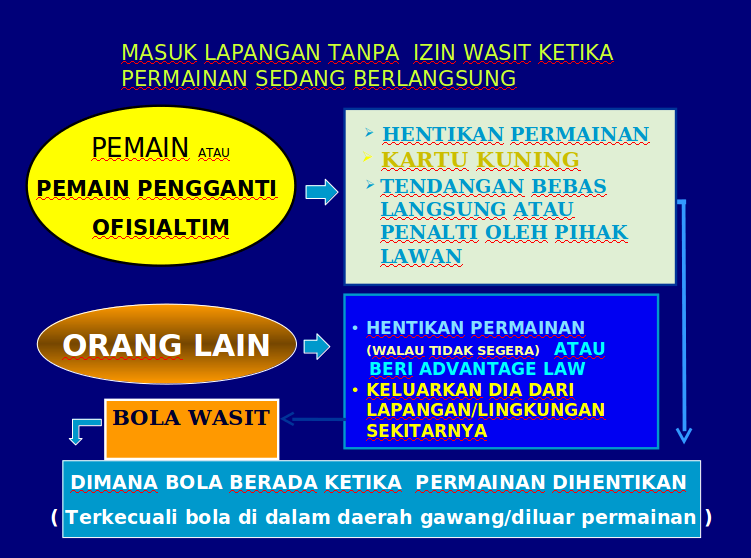 MASUK LAPANGAN TANPA IZIN WASIT KETIKA
PERMAINAN SEDANG BERLANGSUNG
PEMAIN ATAU
PEMAIN PENGGANTI
OFISIALTIM
HENTIKAN PERMAINAN
KARTU KUNING
TENDANGAN BEBAS
LANGSUNG ATAU
PENALTI OLEH PIHAK
LAWAN
ORANG LAIN
• HENTIKAN PERMAINAN
(WALAU TIDAK SEGERA) ATAU
BERI ADVANTAGE LAW
• KELUARKAN DIA DARI
LAPANGAN/LINGKUNGAN
SEKITARNYA
BOLA WASIT
DIMANA BOLA BERADA KETIKA PERMAINAN DIHENTIKAN
( Terkecuali bola di dalam daerah gawang/diluar permainan )